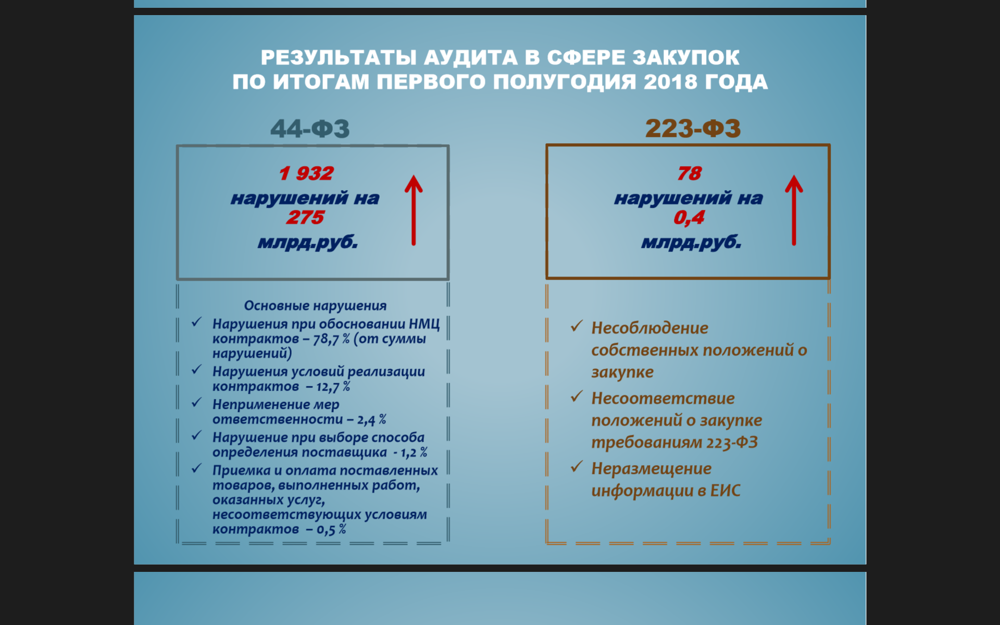 РЕЗУЛЬТАТЫ АУДИТА В СФЕРЕ ЗАКУПОК
ПО ИТОГАМ ПЕРВОГО ПОЛУГОДИЯ 2018 ГОДА
44-ФЗ
1 932
нарушений на
275
млрд.руб.
Основные нарушения
✓ Нарушения при обосновании НМЦ
контрактов – 78,7 % (от суммы
нарушений)
✓ Нарушения условий реализации
контрактов – 12,7 %
✓ Неприменение мер
ответственности – 2,4 %
✓ Нарушение при выборе способа
определения поставщика - 1,2 %
✓ Приемка и оплата поставленных
товаров, выполненных работ,
оказанных услуг,
несоответствующих условиям
контрактов – 0,5 %
223-ФЗ
78
нарушений на
0,4
млрд.руб.
✓ Несоблюдение
собственных положений о
закупке
✓ Несоответствие
положений о закупке
требованиям 223-ФЗ
✓ Неразмещение
информации в ЕИС